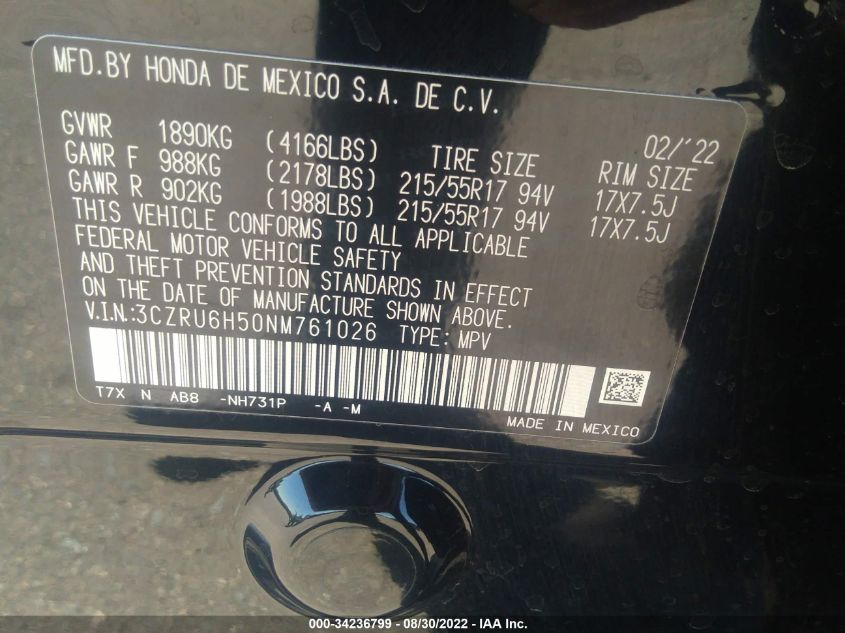 MFD.BY HONDA DE MEXICO S.A. DE C.V.
02/'22
GVWR 1890KG (4166LBS) TIRE SIZE RIM SIZE
GAWR F 988KG (2178LBS) 215/55R17 94V 17X7.5J
GAWR R 902KG (1988LBS) 215/55R17 94V 17X7.5J
THIS VEHICLE CONFORMS TO ALL APPLICABLE
FEDERAL MOTOR VEHICLE SAFETY
AND THEFT PREVENTION STANDARDS IN EFFECT
ON THE DATE OF MANUFACTURE SHOWN ABOVE.
V.I.N.:3CZRU6H50NM761026 TYPE: MPV
T7X N AB8 -NH731P -A -M
MADE IN MEXICO
000-34236799 - 08/30/2022 - IAA Inc.